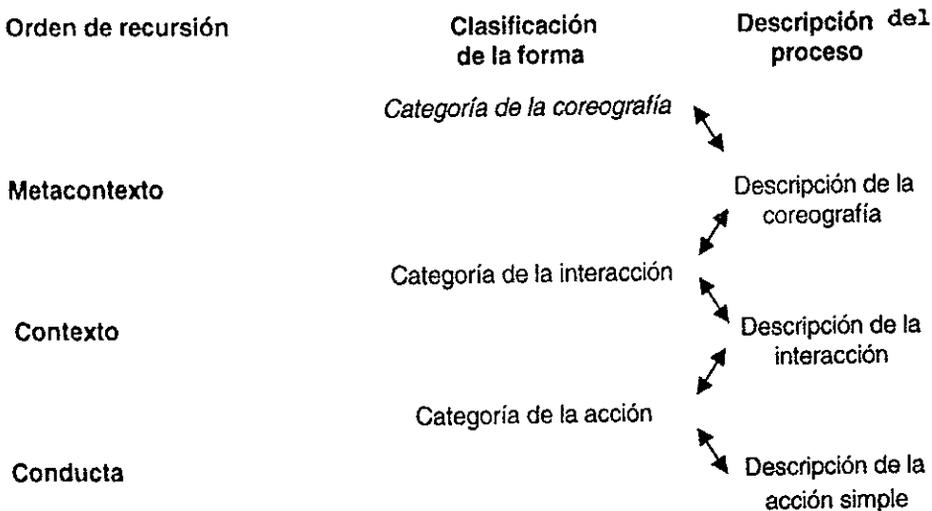 Orden de recursión
Clasificación
de la forma
Descripción del
proceso
Categoría de la coreografía
Metacontexto
Descripción de la
coreografía
Categoría de la interacción
Contexto
Descripción de la
interacción
Categoría de la acción
Conducta
Descripción de la
acción simple